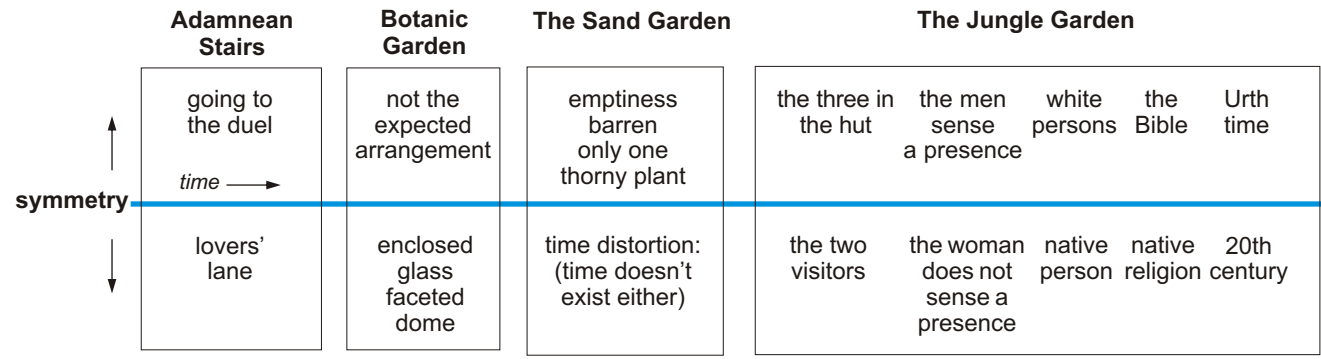 Adamnean
Stairs
Botanic
Garden
The Sand Garden
The Jungle Garden
going to
the duel
time
not the
expected
arrangement
emptiness
barren
only one
thorny plant
the three in
the hut
the men
sense
a presence
white
persons
the
Bible
Urth
time
symmetry
lovers'
lane
enclosed
glass
faceted
dome
time distortion:
(time doesn't
exist either)
the two
visitors
the woman
does not
sense a
presence
native
person
native
religion
20th
century